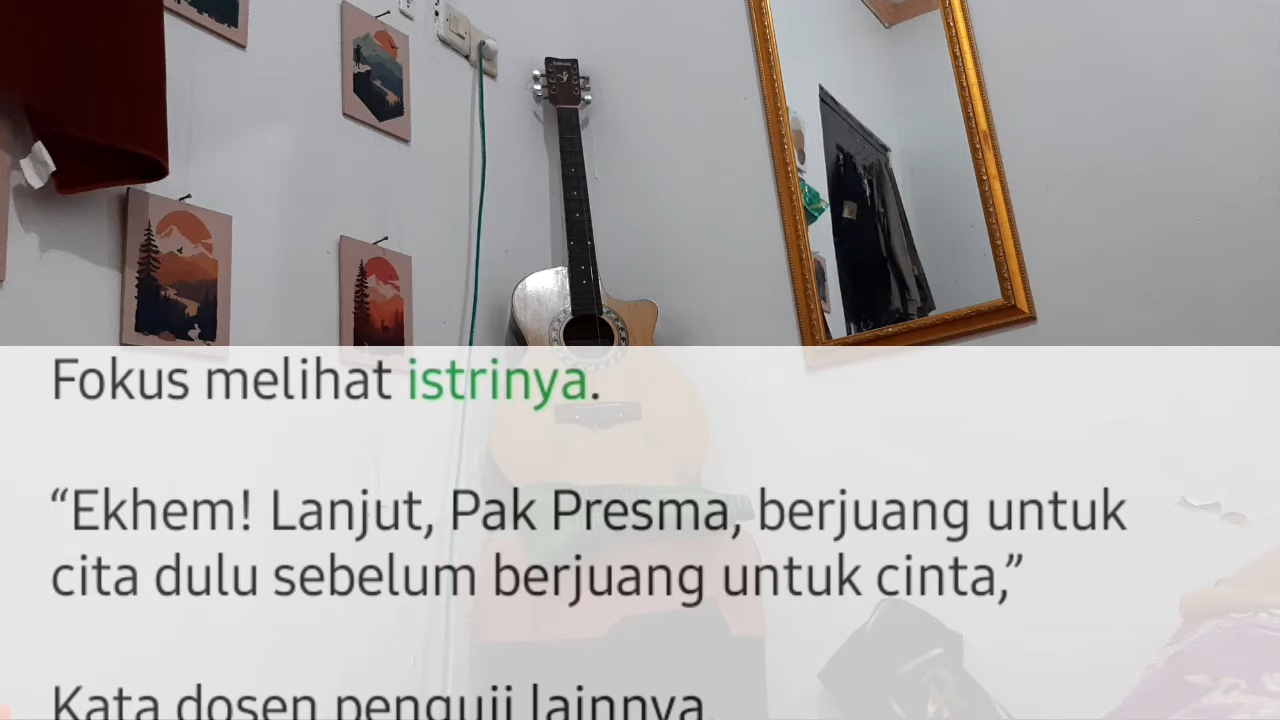 Fokus melihat istrinya.
“Ekhem! Lanjut, Pak Presma, berjuang untuk
cita dulu sebelum berjuang untuk cinta,”
Kata dosen penguji lainnya.